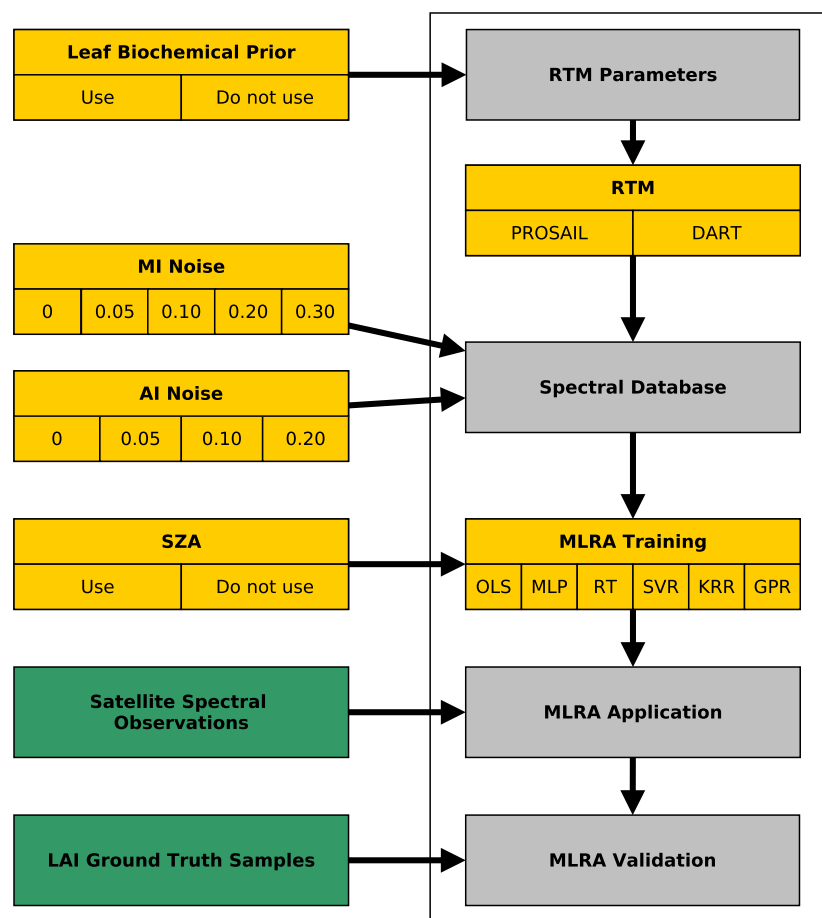 Leaf Biochemical Prior
Use
Do not use
RTM Parameters
RTM
PROSAIL
DART
MI Noise
0
0.05
0.10
0.20
0.30
Spectral Database
AI Noise
0
0.05
0.10
0.20
SZA
Use
Do not use
MLRA Training
OLS
MLP
RT
SVR
KRR
GPR
Satellite Spectral
Observations
MLRA Application
LAI Ground Truth Samples
MLRA Validation